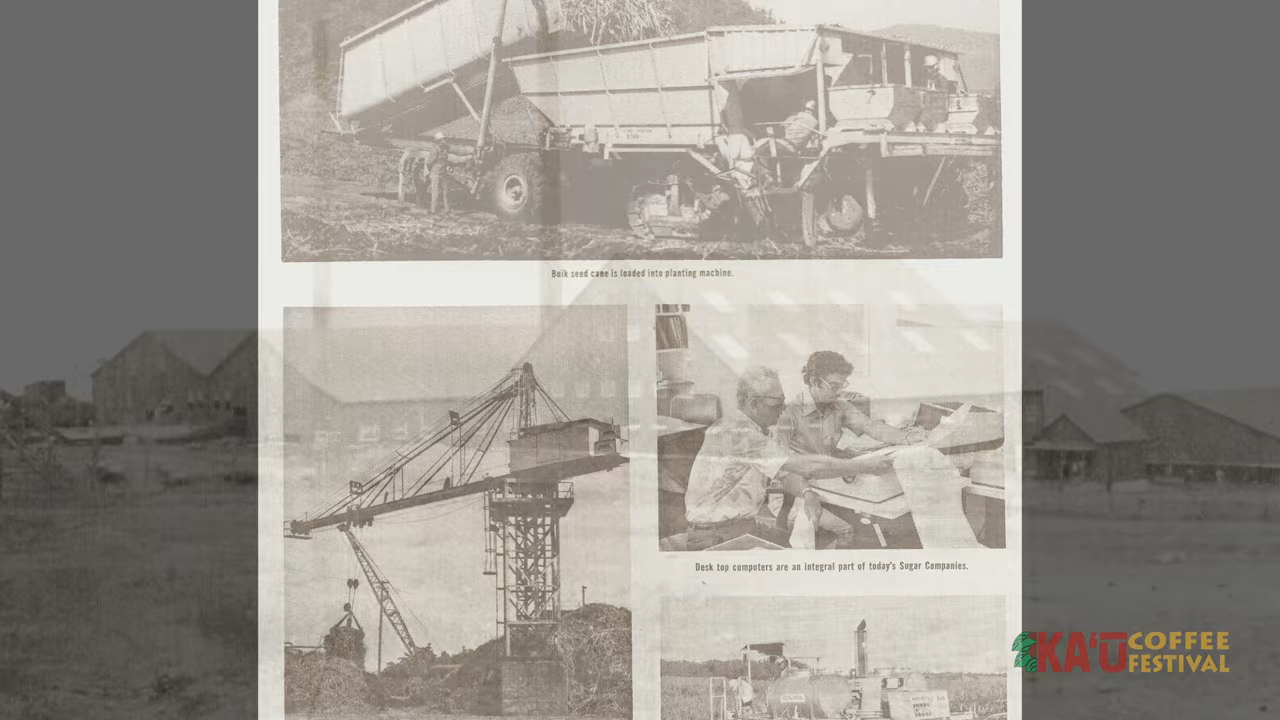 Bulk seed cane is loaded into planting machine.
Desk top computers are an integral part of today's Sugar Companies.
KAʻŪ COFFEE
FESTIVAL